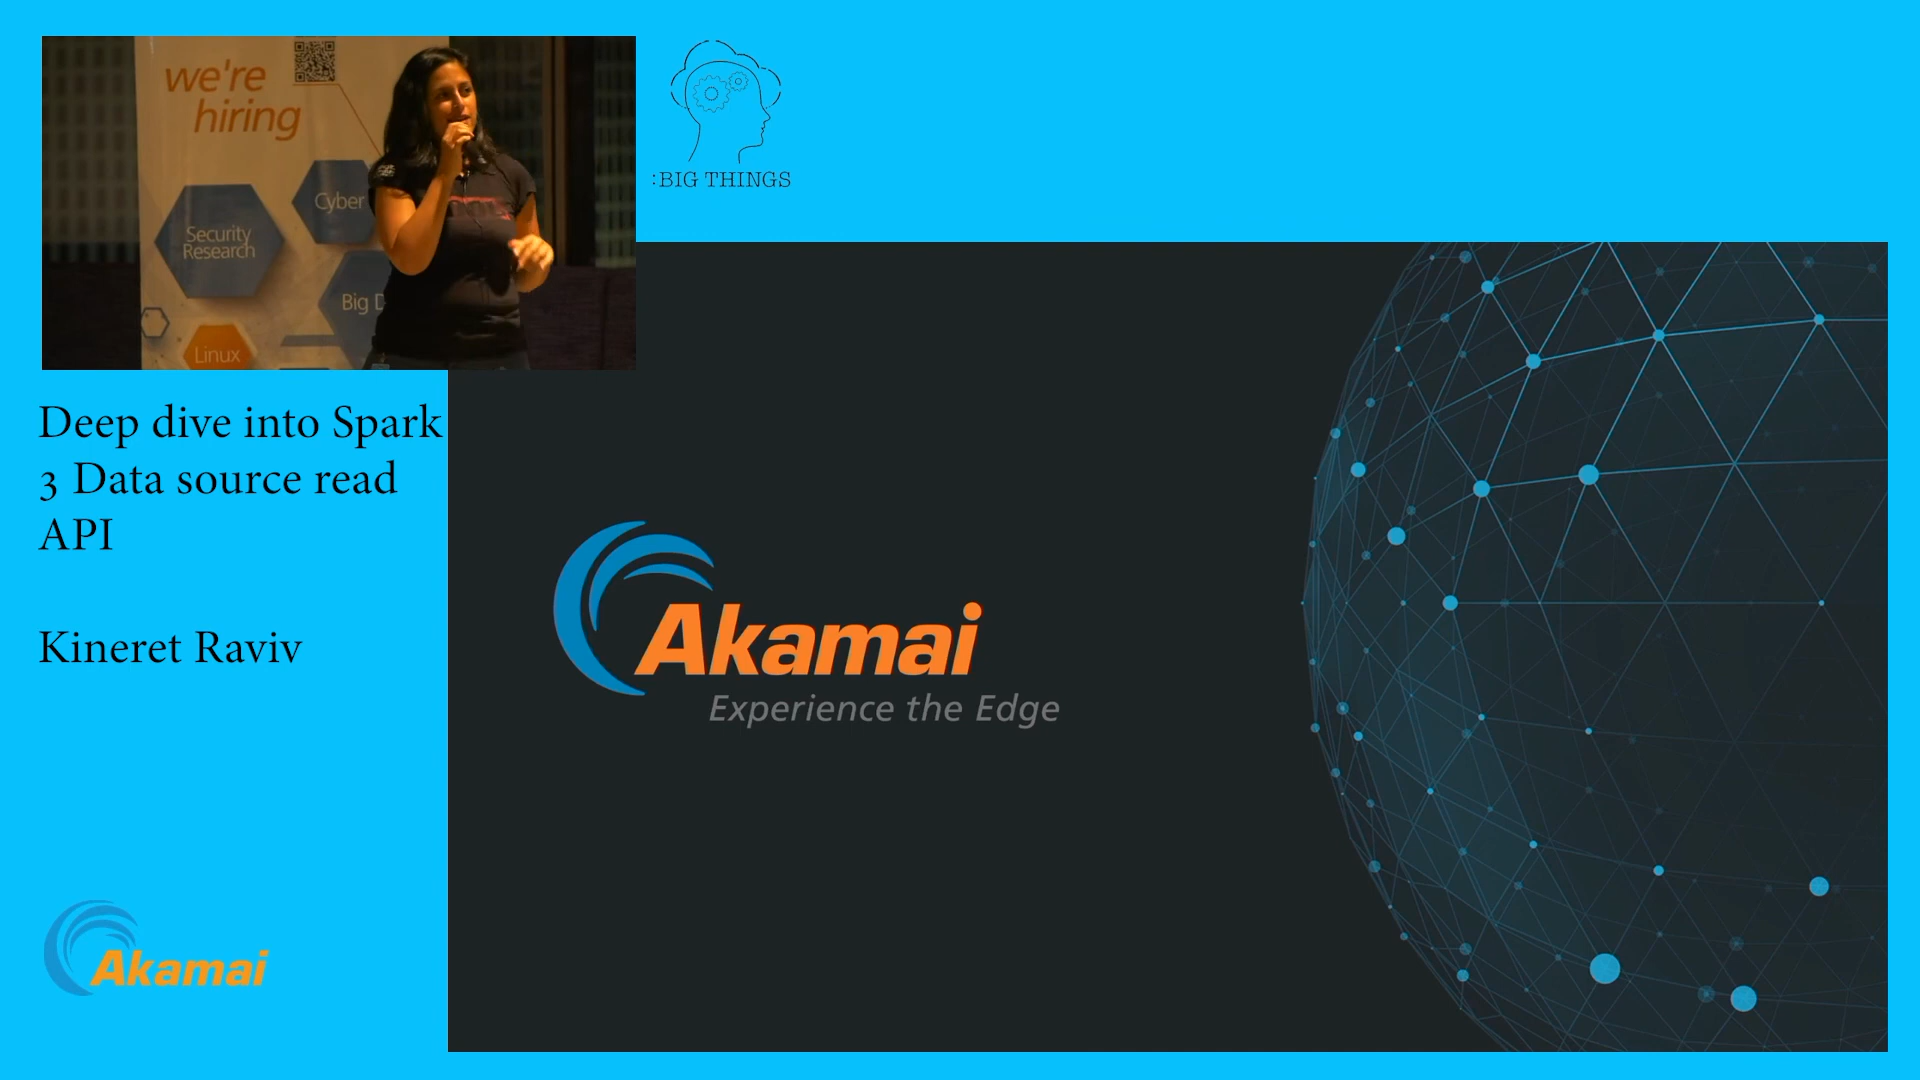 we're
hiring
Cyber
Security
Research
Big D
Linux
:BIG THINGS
Deep dive into Spark
3 Data source read
API
Kineret Raviv
Akamai
Experience the Edge
Akamai